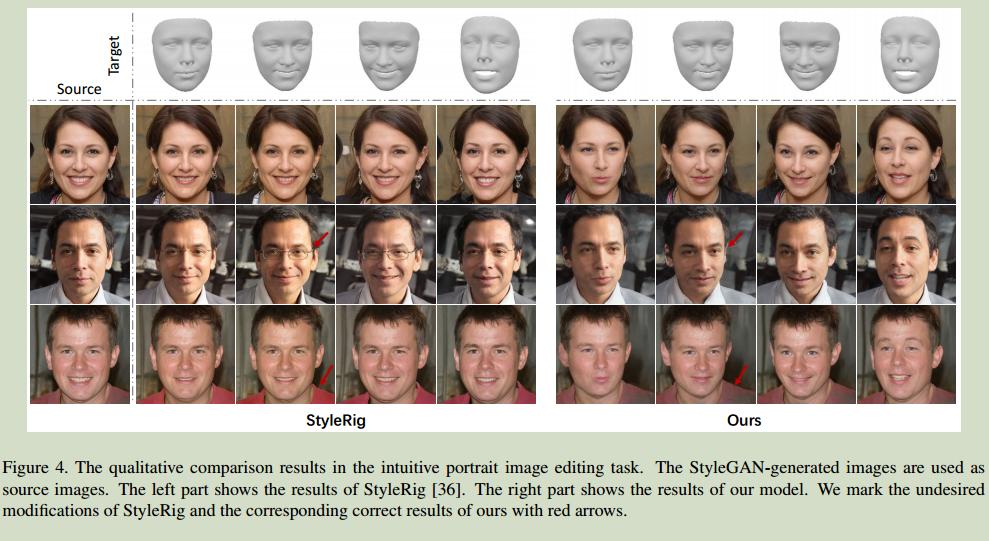 Target
Source
StyleRig
Ours
Figure 4. The qualitative comparison results in the intuitive portrait image editing task. The StyleGAN-generated images are used as
source images. The left part shows the results of StyleRig [36]. The right part shows the results of our model. We mark the undesired
modifications of StyleRig and the corresponding correct results of ours with red arrows.